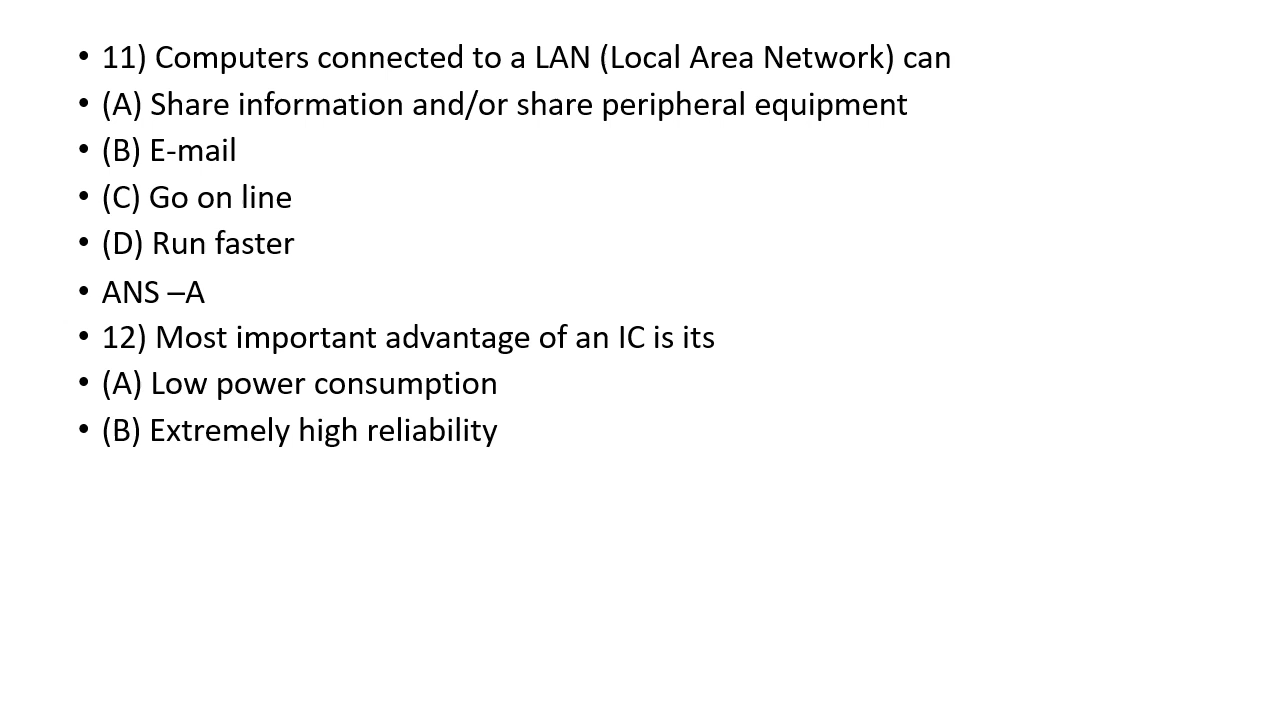 • 11) Computers connected to a LAN (Local Area Network) can
• (A) Share information and/or share peripheral equipment
• (B) E-mail
• (C) Go on line
• (D) Run faster
• ANS –A
• 12) Most important advantage of an IC is its
• (A) Low power consumption
• (B) Extremely high reliability